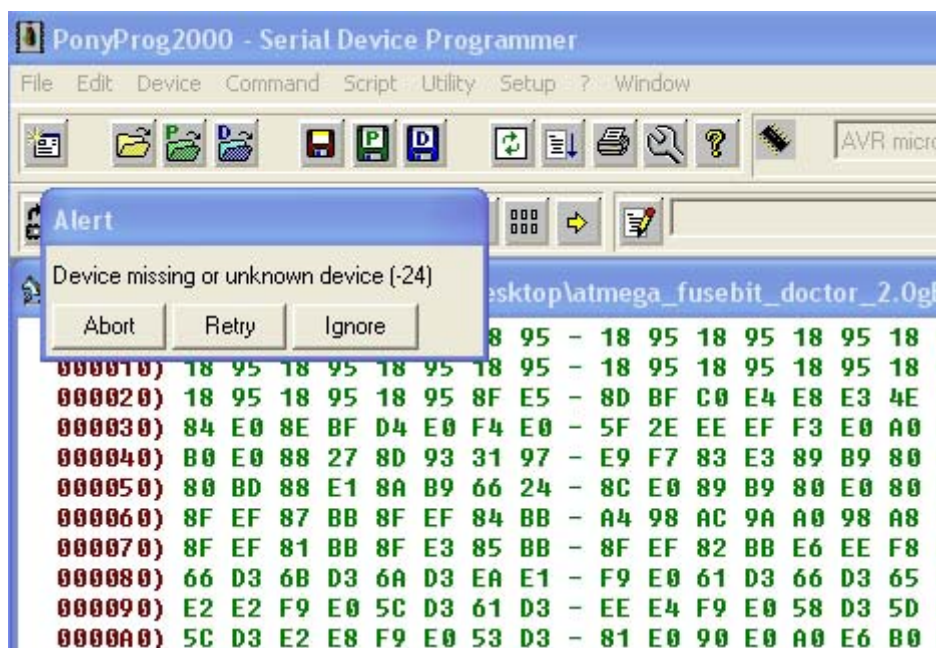 PonyProg2000 - Serial Device Programmer
File Edit Device Command Script Utility Setup ? Window
AVR micro
Alert
Device missing or unknown device (-24)
Abort Retry Ignore
sktop\atmega_fusebit_doctor_2.0g
8 95 - 18 95 18 95 18 95 18
000010) 18 95 18 95 18 95 18 95 - 18 95 18 95 18 95 18
000020) 18 95 18 95 18 95 8F E5 - 8D BF C0 E4 E8 E3 4E
000030) 84 E0 8E BF D4 E0 F4 E0 - 5F 2E EE EF F3 E0 A0
000040) B0 E0 88 27 8D 93 31 97 - E9 F7 83 E3 89 B9 80
000050) 80 BD 88 E1 8A B9 66 24 - 8C E0 89 B9 80 E0 80
000060) 8F EF 87 BB 8F EF 84 BB - A4 98 AC 9A A0 98 A8
000070) 8F EF 81 BB 8F E3 85 BB - 8F EF 82 BB E6 EE F8
000080) 66 D3 6B D3 6A D3 EA E1 - F9 E0 61 D3 66 D3 65
000090) E2 E2 F9 E0 5C D3 61 D3 - EE E4 F9 E0 58 D3 5D
0000A0) 5C D3 E2 E8 F9 E0 53 D3 - 81 E0 90 E0 A0 E6 B0